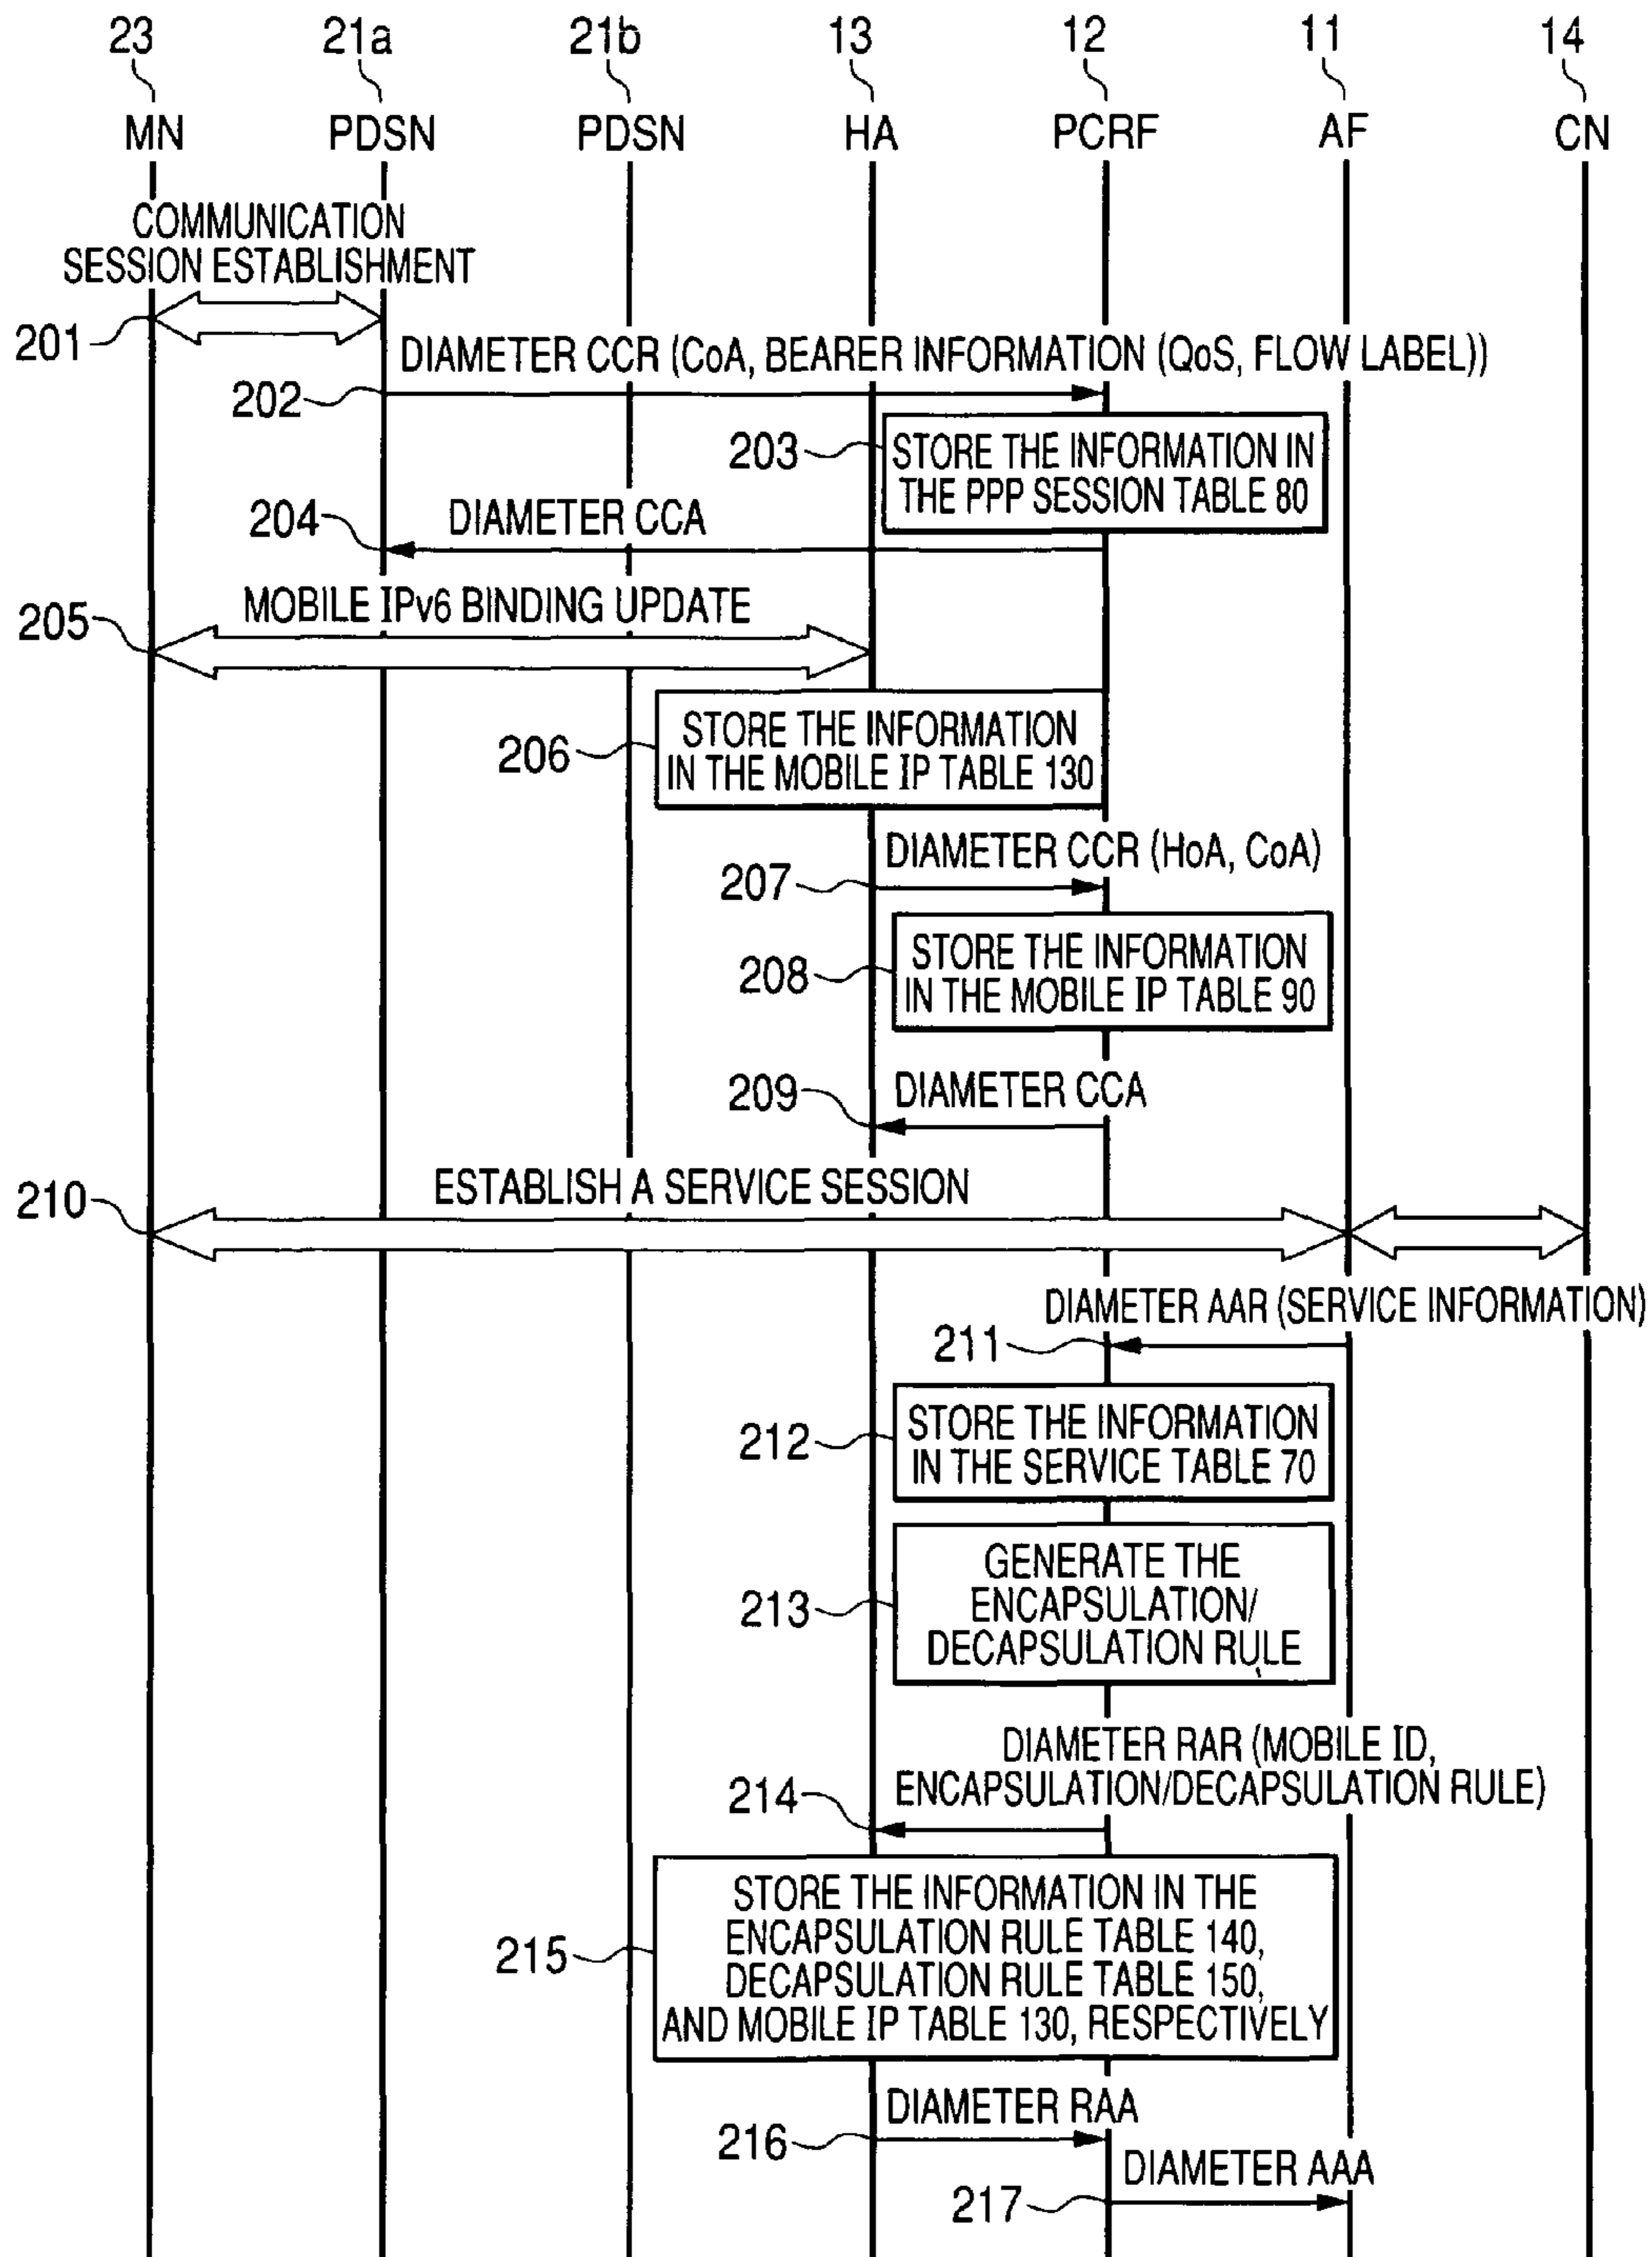 23 21a 21b 13 12 11 14
MN PDSN PDSN HA PCRF AF CN
COMMUNICATION
SESSION ESTABLISHMENT
201
DIAMETER CCR (CoA, BEARER INFORMATION (QoS, FLOW LABEL))
202
203
STORE THE INFORMATION IN
THE PPP SESSION TABLE 80
204
DIAMETER CCA
205
MOBILE IPv6 BINDING UPDATE
206
STORE THE INFORMATION
IN THE MOBILE IP TABLE 130
DIAMETER CCR (HoA, CoA)
207
208
STORE THE INFORMATION
IN THE MOBILE IP TABLE 90
209
DIAMETER CCA
210
ESTABLISH A SERVICE SESSION
DIAMETER AAR (SERVICE INFORMATION)
211
212
STORE THE INFORMATION
IN THE SERVICE TABLE 70
213
GENERATE THE
ENCAPSULATION/
DECAPSULATION RULE
DIAMETER RAR (MOBILE ID,
ENCAPSULATION/DECAPSULATION RULE)
214
215
STORE THE INFORMATION IN THE
ENCAPSULATION RULE TABLE 140,
DECAPSULATION RULE TABLE 150,
AND MOBILE IP TABLE 130, RESPECTIVELY
DIAMETER RAA
216
DIAMETER AAA
217